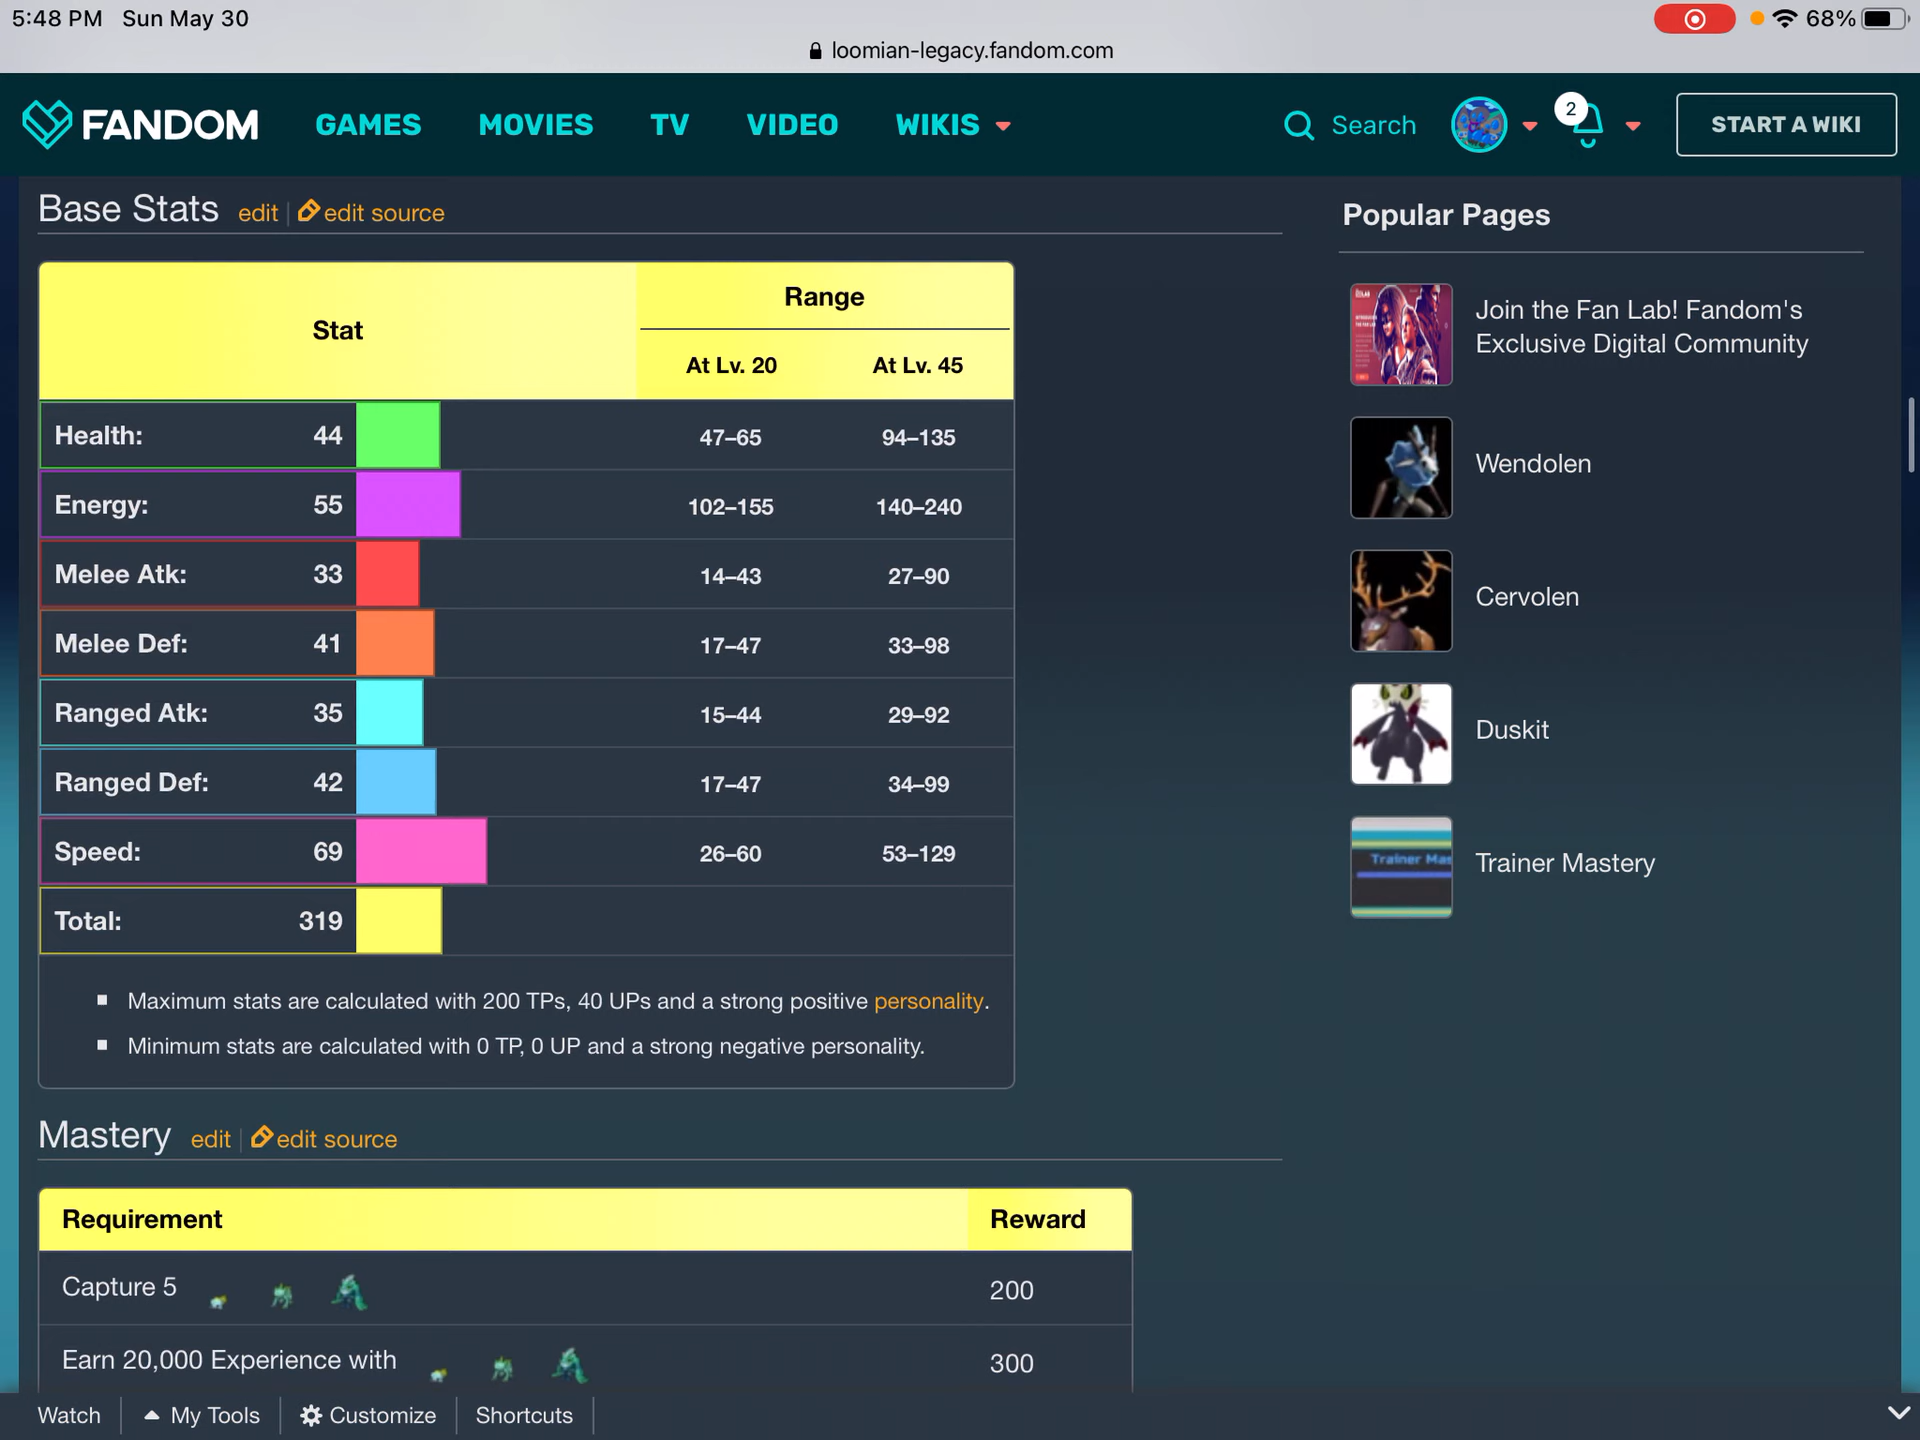 5:48 PM Sun May 30
68%
loomian-legacy.fandom.com
FANDOM GAMES MOVIES TV VIDEO WIKIS Search 2 START A WIKI
Base Stats edit edit source
Stat
Range
At Lv. 20 At Lv. 45
Health: 44 47–65 94–135
Energy: 55 102–155 140–240
Melee Atk: 33 14–43 27–90
Melee Def: 41 17–47 33–98
Ranged Atk: 35 15–44 29–92
Ranged Def: 42 17–47 34–99
Speed: 69 26–60 53–129
Total: 319
Maximum stats are calculated with 200 TPs, 40 UPs and a strong positive personality.
Minimum stats are calculated with 0 TP, 0 UP and a strong negative personality.
Mastery edit edit source
Requirement Reward
Capture 5 200
Earn 20,000 Experience with 300
Popular Pages
Join the Fan Lab! Fandom's
Exclusive Digital Community
Wendolen
Cervolen
Duskit
Trainer Mas
Trainer Mastery
Watch My Tools Customize Shortcuts